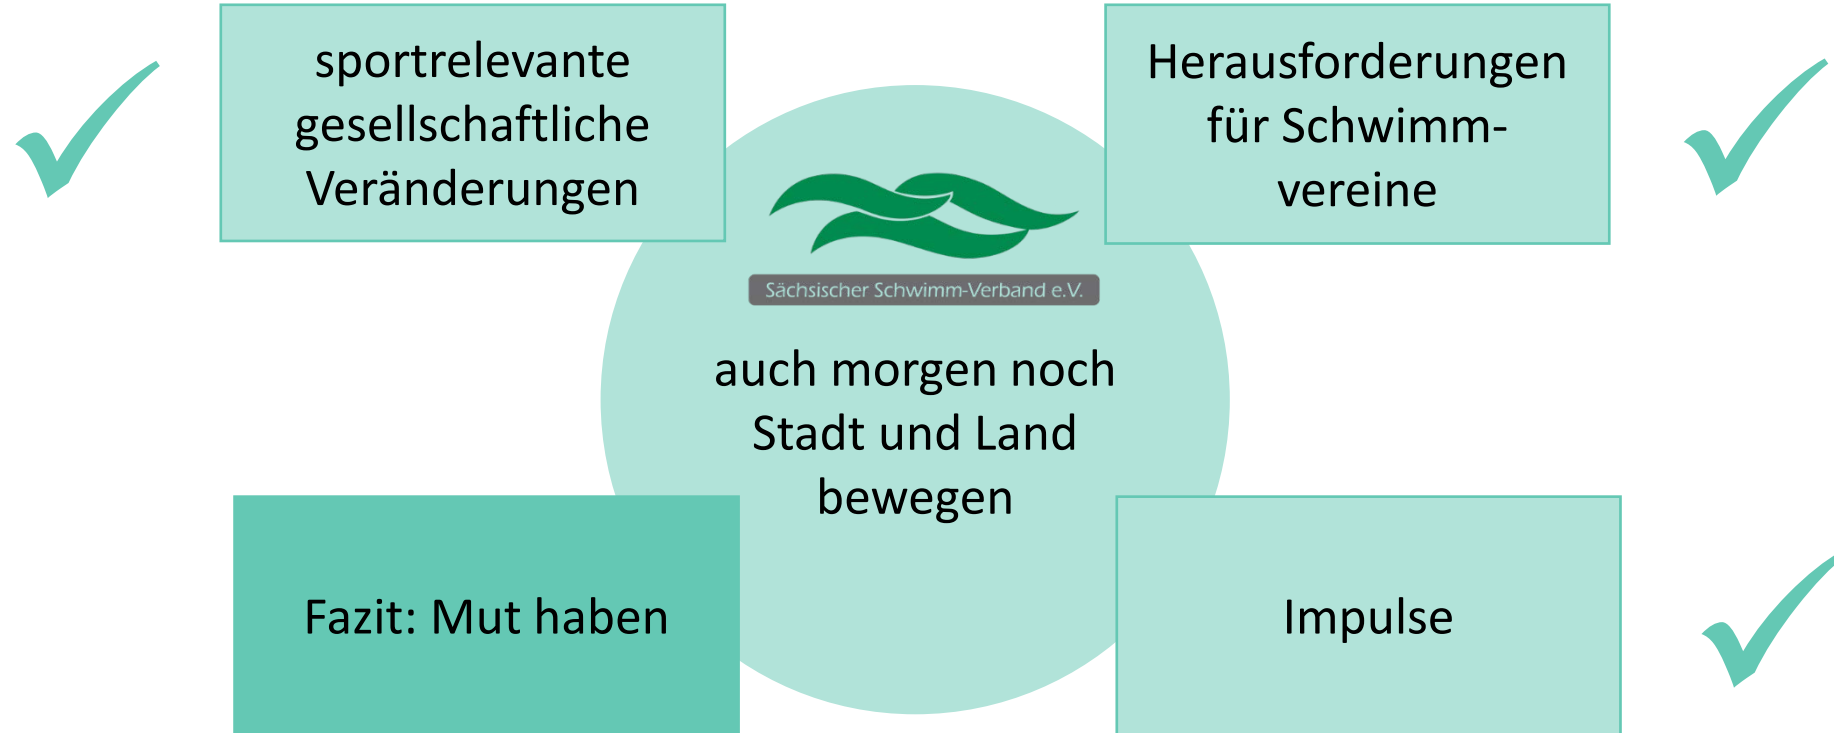 sportrelevante
gesellschaftliche
Veränderungen
Herausforderungen
für Schwimm-
vereine
Sächsischer Schwimm-Verband e.V.
auch morgen noch
Stadt und Land
bewegen
Fazit: Mut haben
Impulse